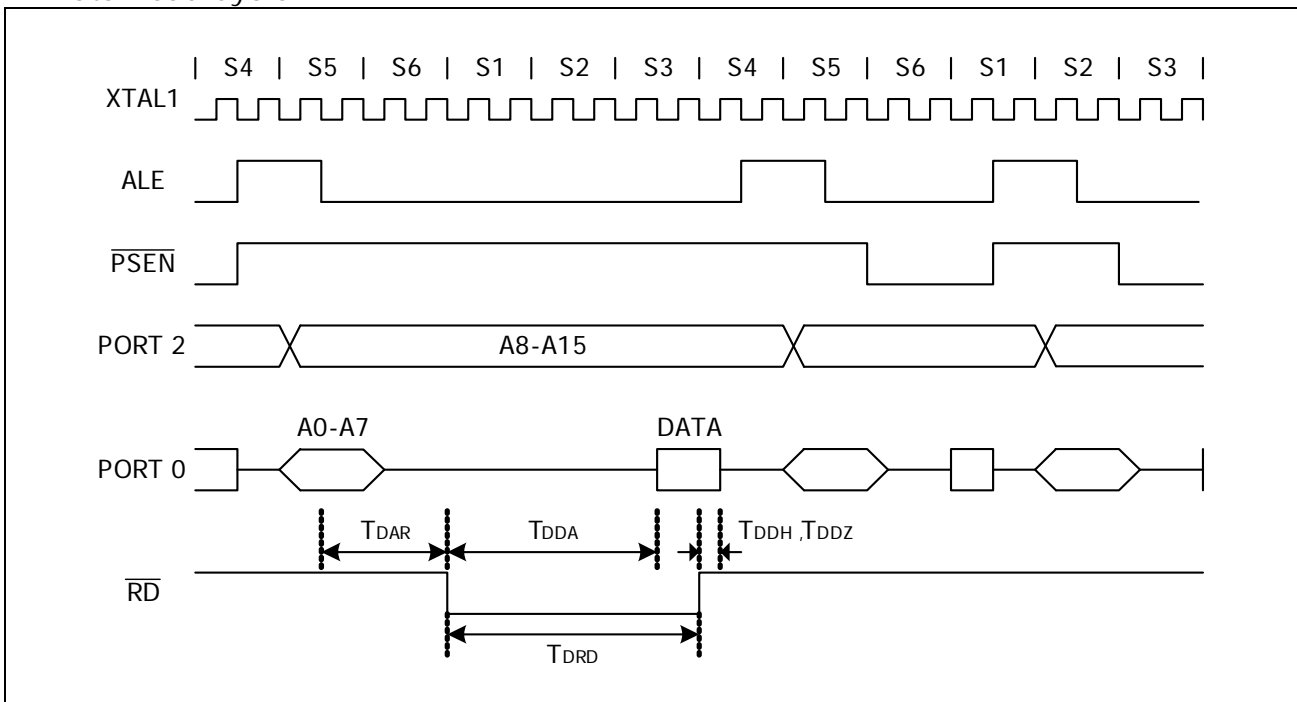 | S4 | S5 | S6 | S1 | S2 | S3 | S4 | S5 | S6 | S1 | S2 | S3 |
XTAL1
ALE
PSEN
PORT 2
A8-A15
A0-A7
DATA
PORT 0
TDAR
TDDA
TDDH ,TDDZ
RD
TDRD